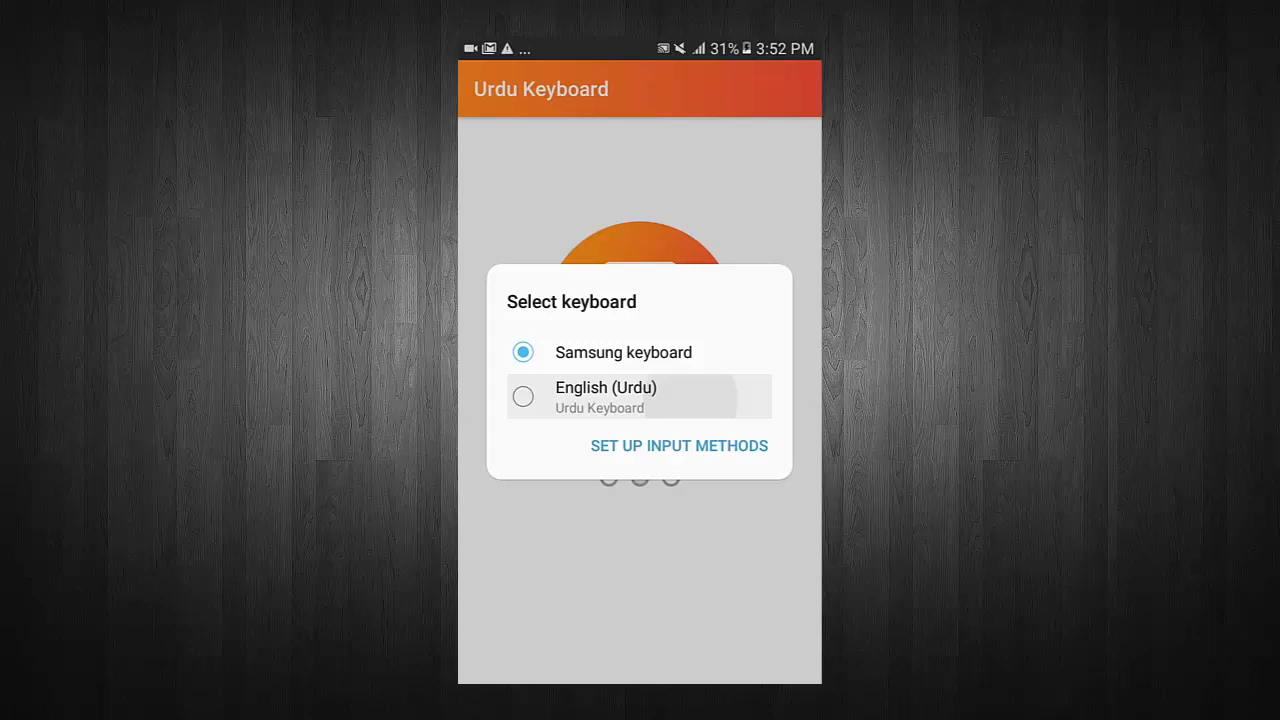 ... 31% 3:52 PM
Urdu Keyboard
Select keyboard
Samsung keyboard
English (Urdu)
Urdu Keyboard
SET UP INPUT METHODS